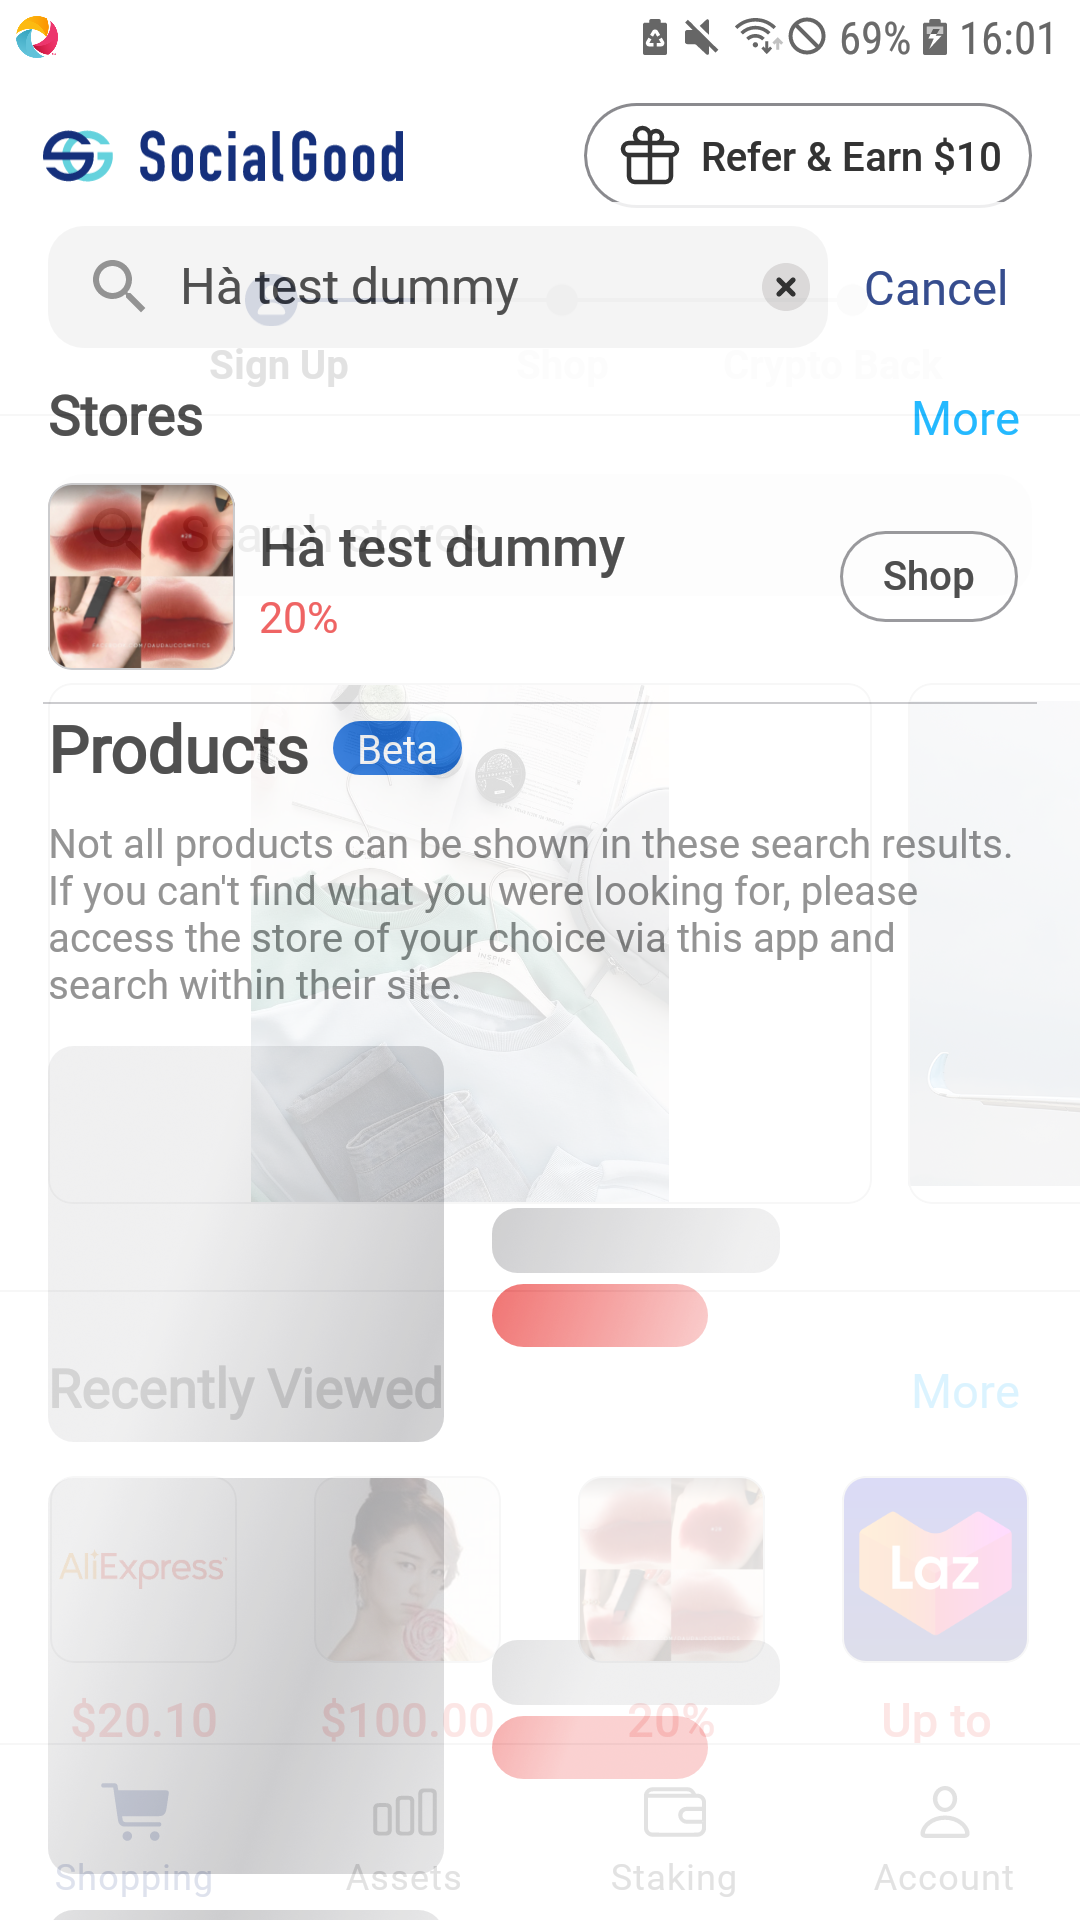 69% 16:01
SocialGood
Refer & Earn $10
Hà test dummy
Cancel
Sign Up Shop Crypto Back
Stores More
Search stores
Hà test dummy
20%
Shop
Products Beta
Not all products can be shown in these search results.
If you can't find what you were looking for, please
access the store of your choice via this app and
search within their site.
INSPIRE
Recently Viewed More
AliExpress
Laz
$20.10 $100.00 20% Up to
Shopping Assets Staking Account